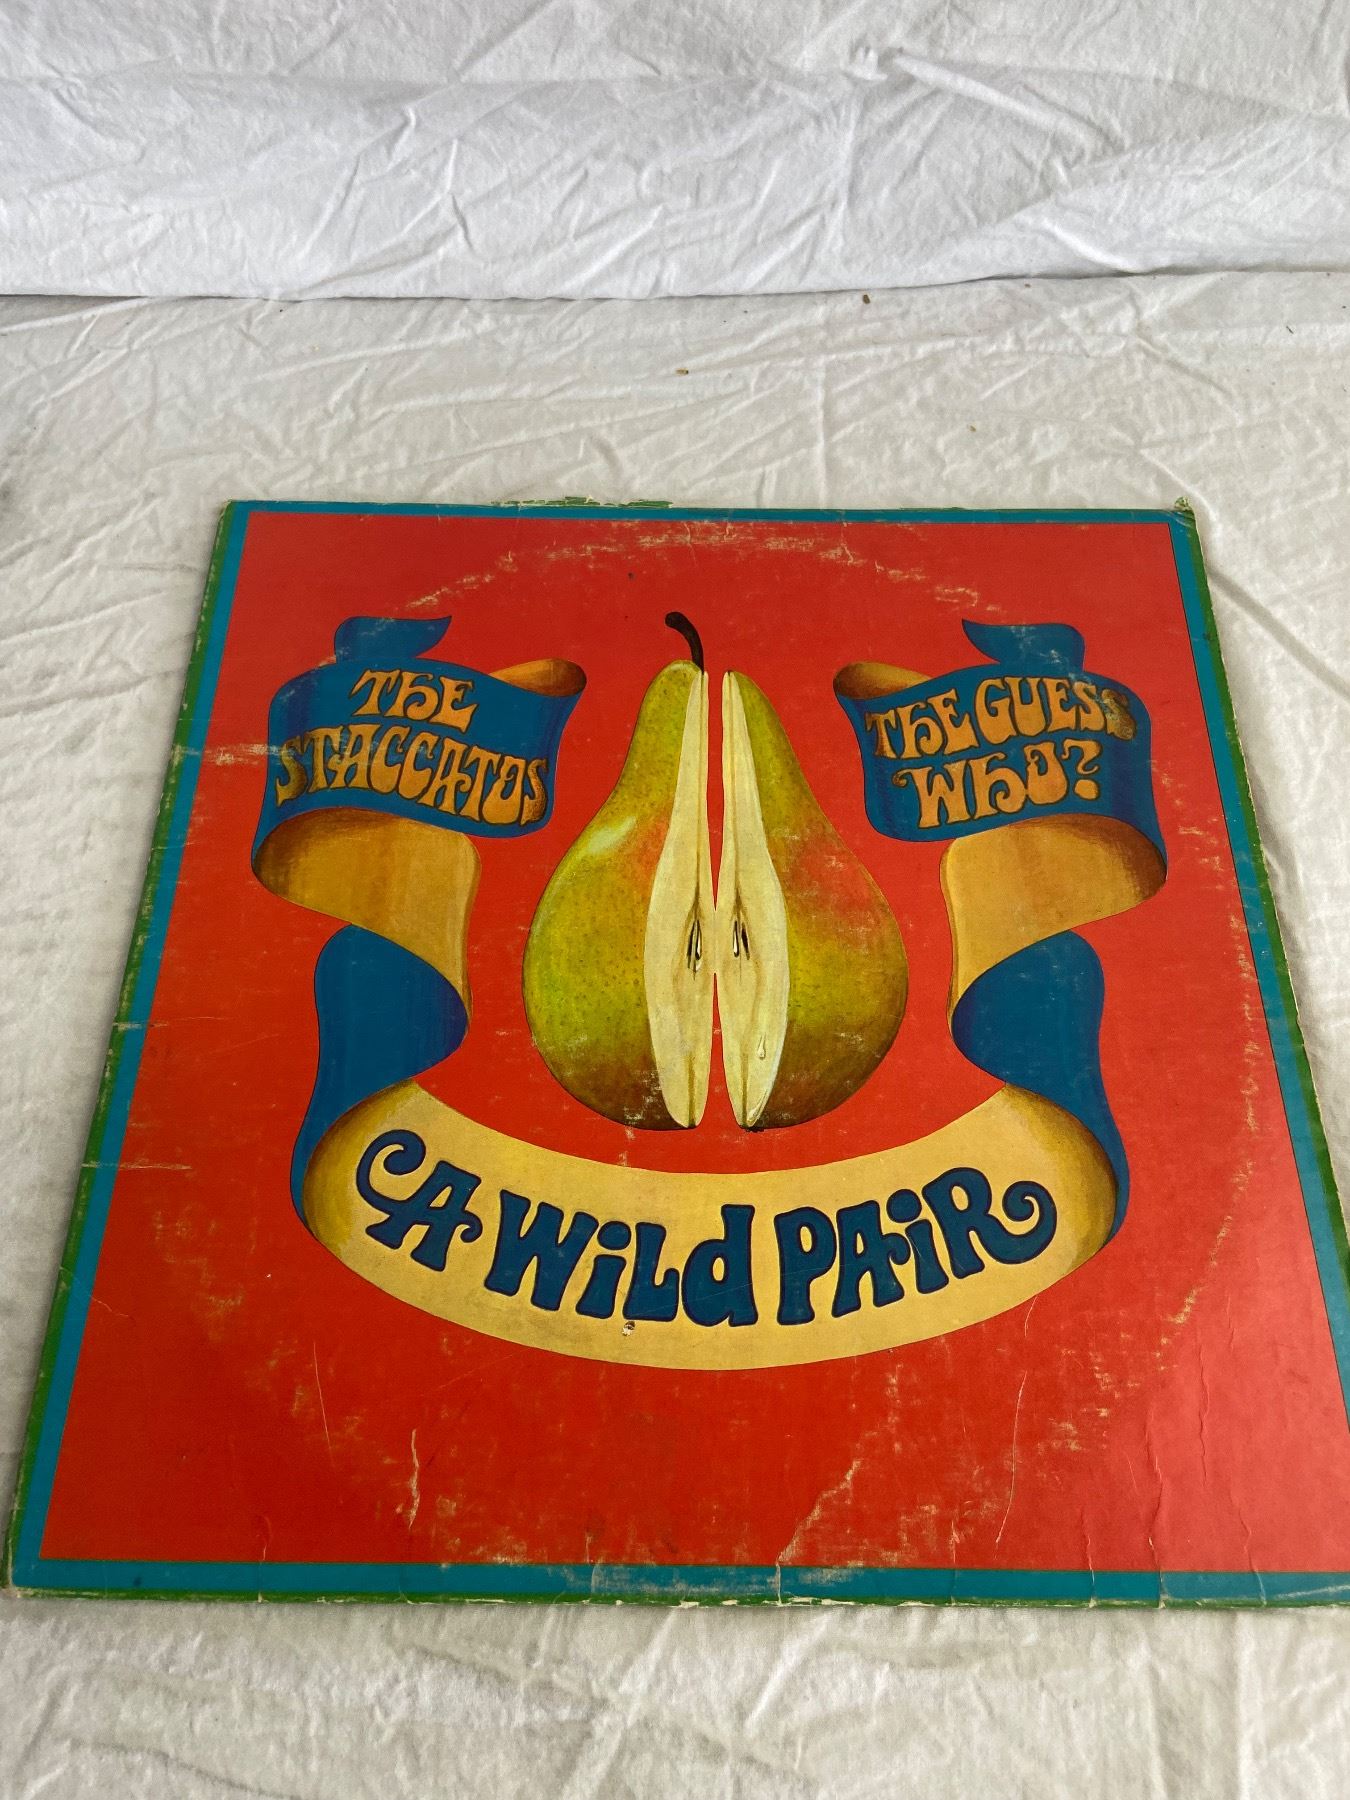 THE
STACCATOS
THE GUESS
WHO?
A WILD PAIR